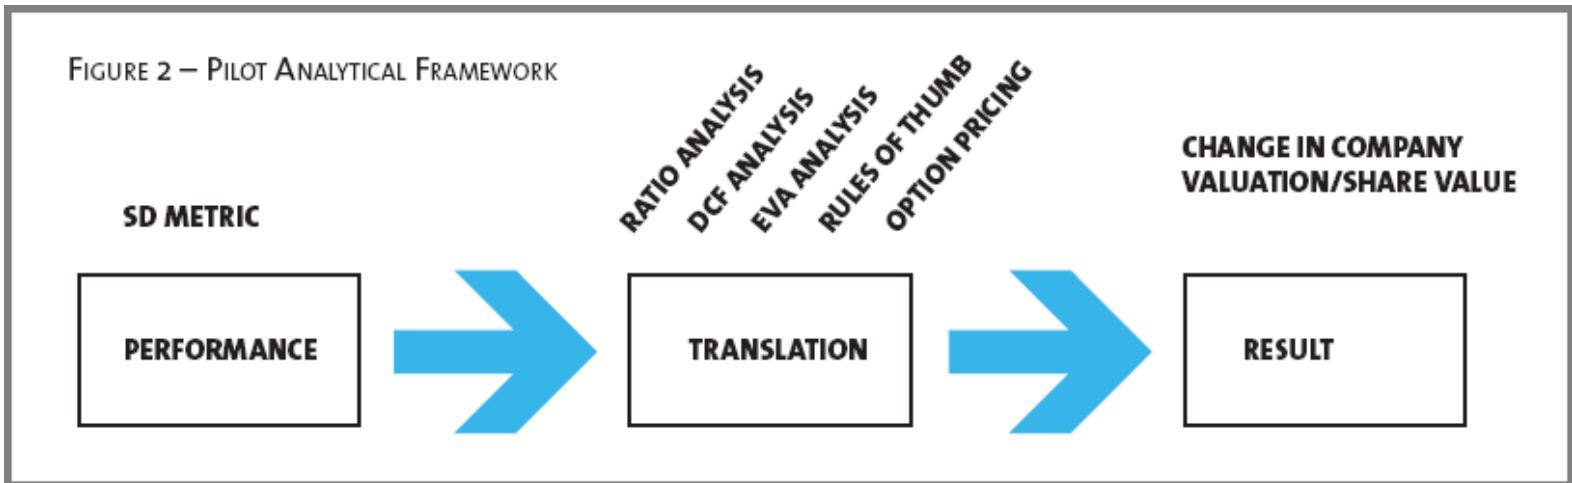 Figure 2 – Pilot Analytical Framework
RATIO ANALYSIS
DCF ANALYSIS
EVA ANALYSIS
RULES OF THUMB
OPTION PRICING
CHANGE IN COMPANY
VALUATION/SHARE VALUE
SD METRIC
PERFORMANCE
TRANSLATION
RESULT